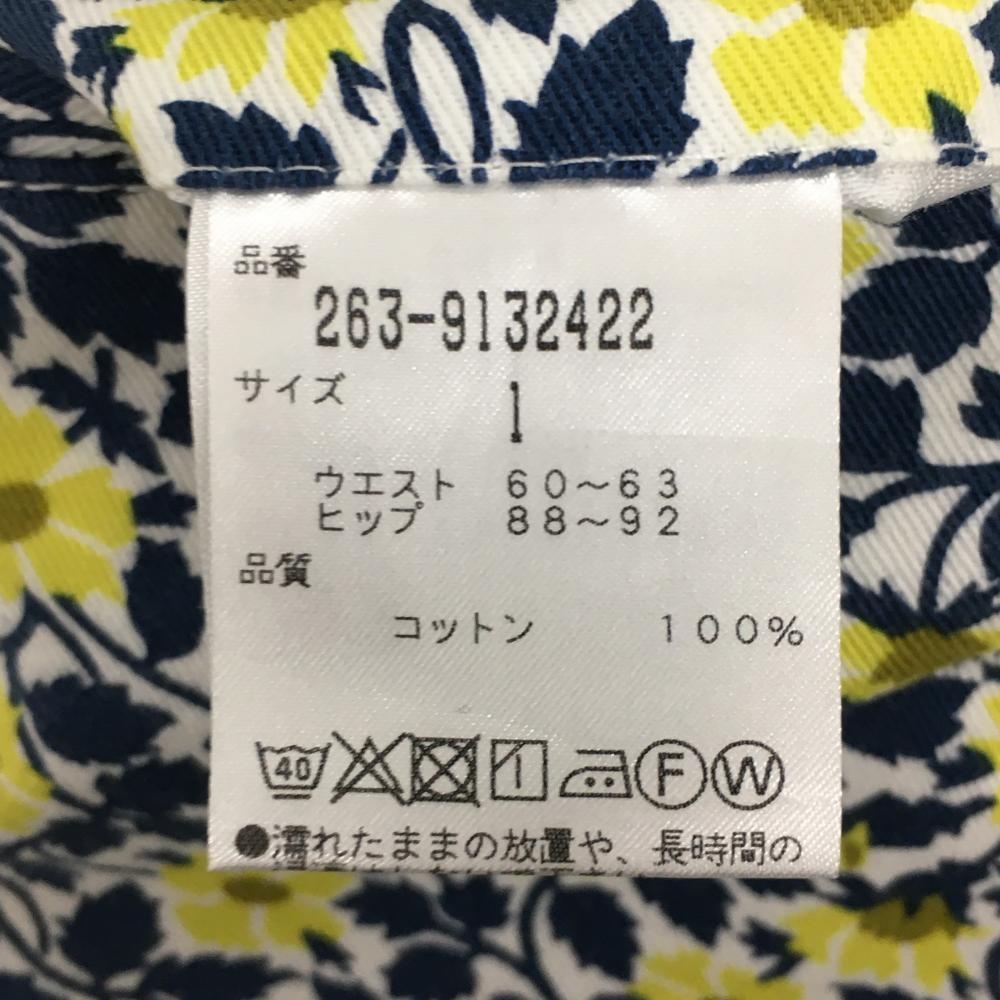 品番
263-9132422
サイズ
1
ウエスト 60～63
ヒップ 88～92
品質
コットン 100%
40 F W
●濡れたままの放置や、長時間の